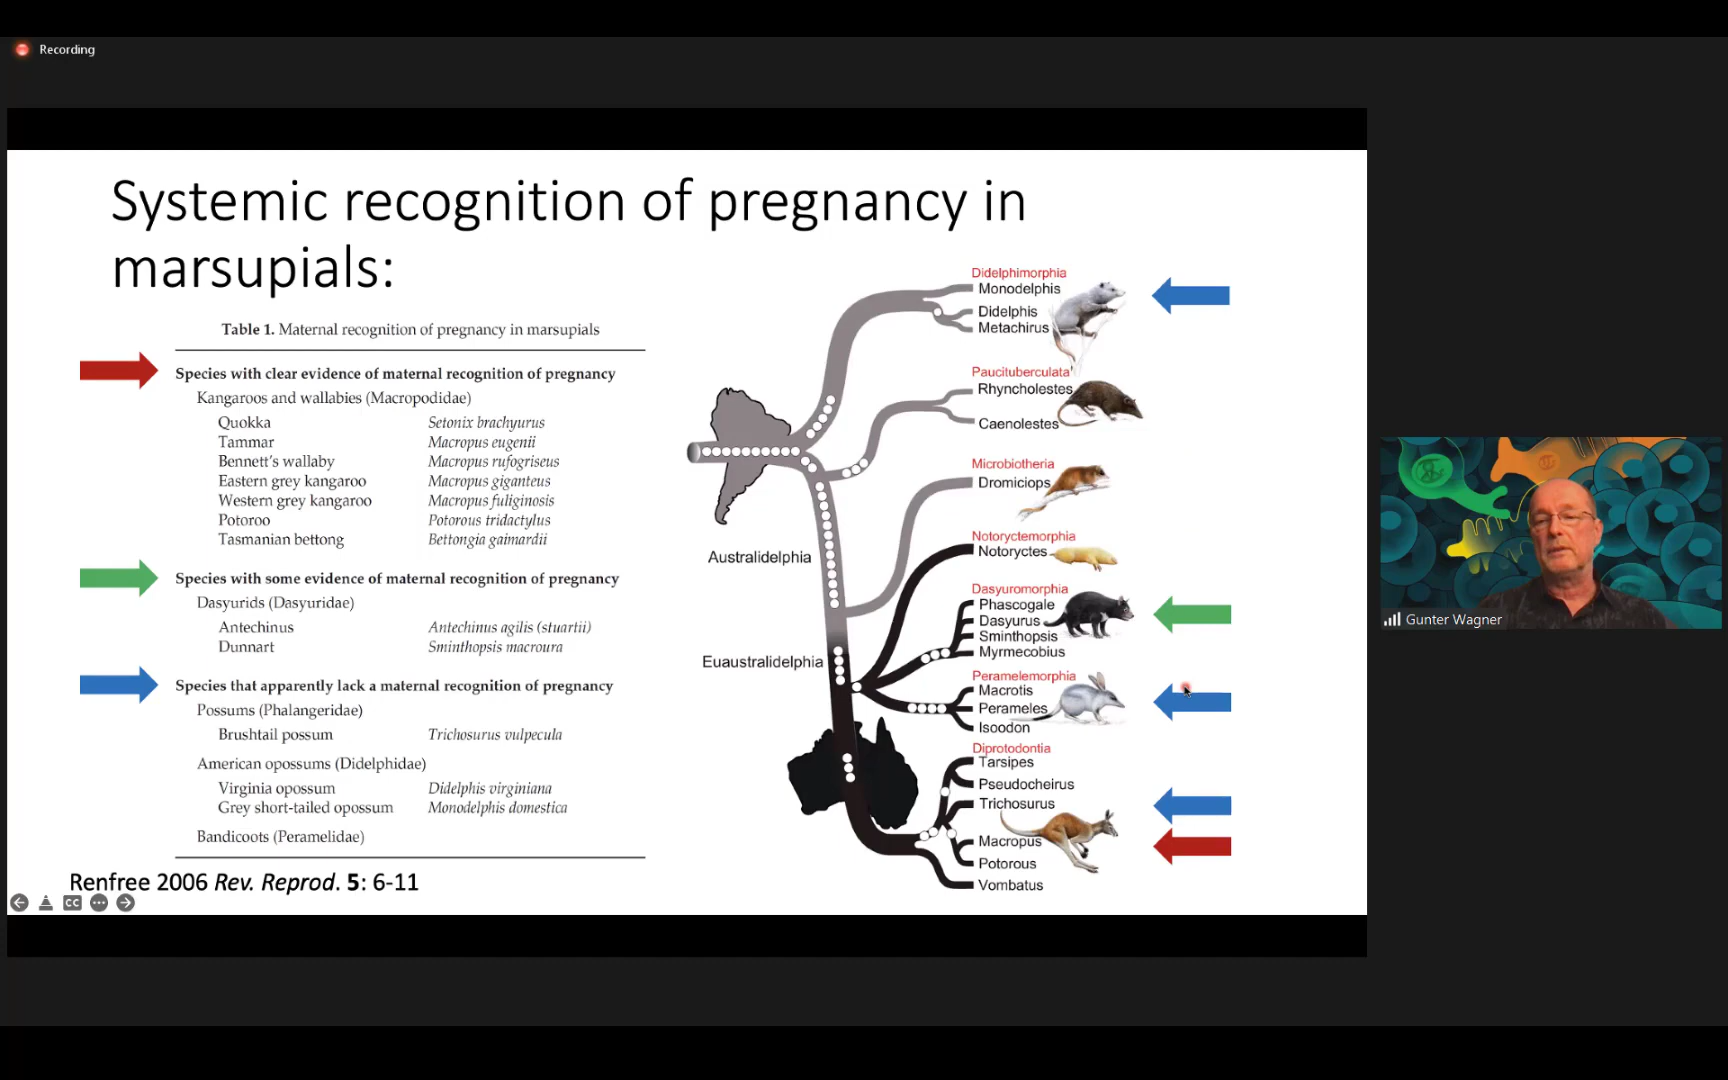 Recording
Systemic recognition of pregnancy in
marsupials:
Table 1. Maternal recognition of pregnancy in marsupials
Species with clear evidence of maternal recognition of pregnancy
Kangaroos and wallabies (Macropodidae)
Quokka Setonix brachyurus
Tammar Macropus eugenii
Bennett's wallaby Macropus rufogriseus
Eastern grey kangaroo Macropus giganteus
Western grey kangaroo Macropus fuliginosis
Potoroo Potorous tridactylus
Tasmanian bettong Bettongia gaimardii
Species with some evidence of maternal recognition of pregnancy
Dasyurids (Dasyuridae)
Antechinus Antechinus agilis (stuartii)
Dunnart Sminthopsis macroura
Species that apparently lack a maternal recognition of pregnancy
Possums (Phalangeridae)
Brushtail possum Trichosurus vulpecula
American opossums (Didelphidae)
Virginia opossum Didelphis virginiana
Grey short-tailed opossum Monodelphis domestica
Bandicoots (Peramelidae)
Renfree 2006 Rev. Reprod. 5: 6-11
CC
Didelphimorphia
Monodelphis
Didelphis
Metachirus
Paucituberculata
Rhyncholestes
Caenolestes
Microbiotheria
Dromiciops
Australidelphia
Notoryctemorphia
Notoryctes
Dasyuromorphia
Phascogale
Dasyurus
Sminthopsis
Myrmecobius
Euaustralidelphia
Peramelemorphia
Macrotis
Perameles
Isoodon
Diprotodontia
Tarsipes
Pseudocheirus
Trichosurus
Macropus
Potorous
Vombatus
Gunter Wagner